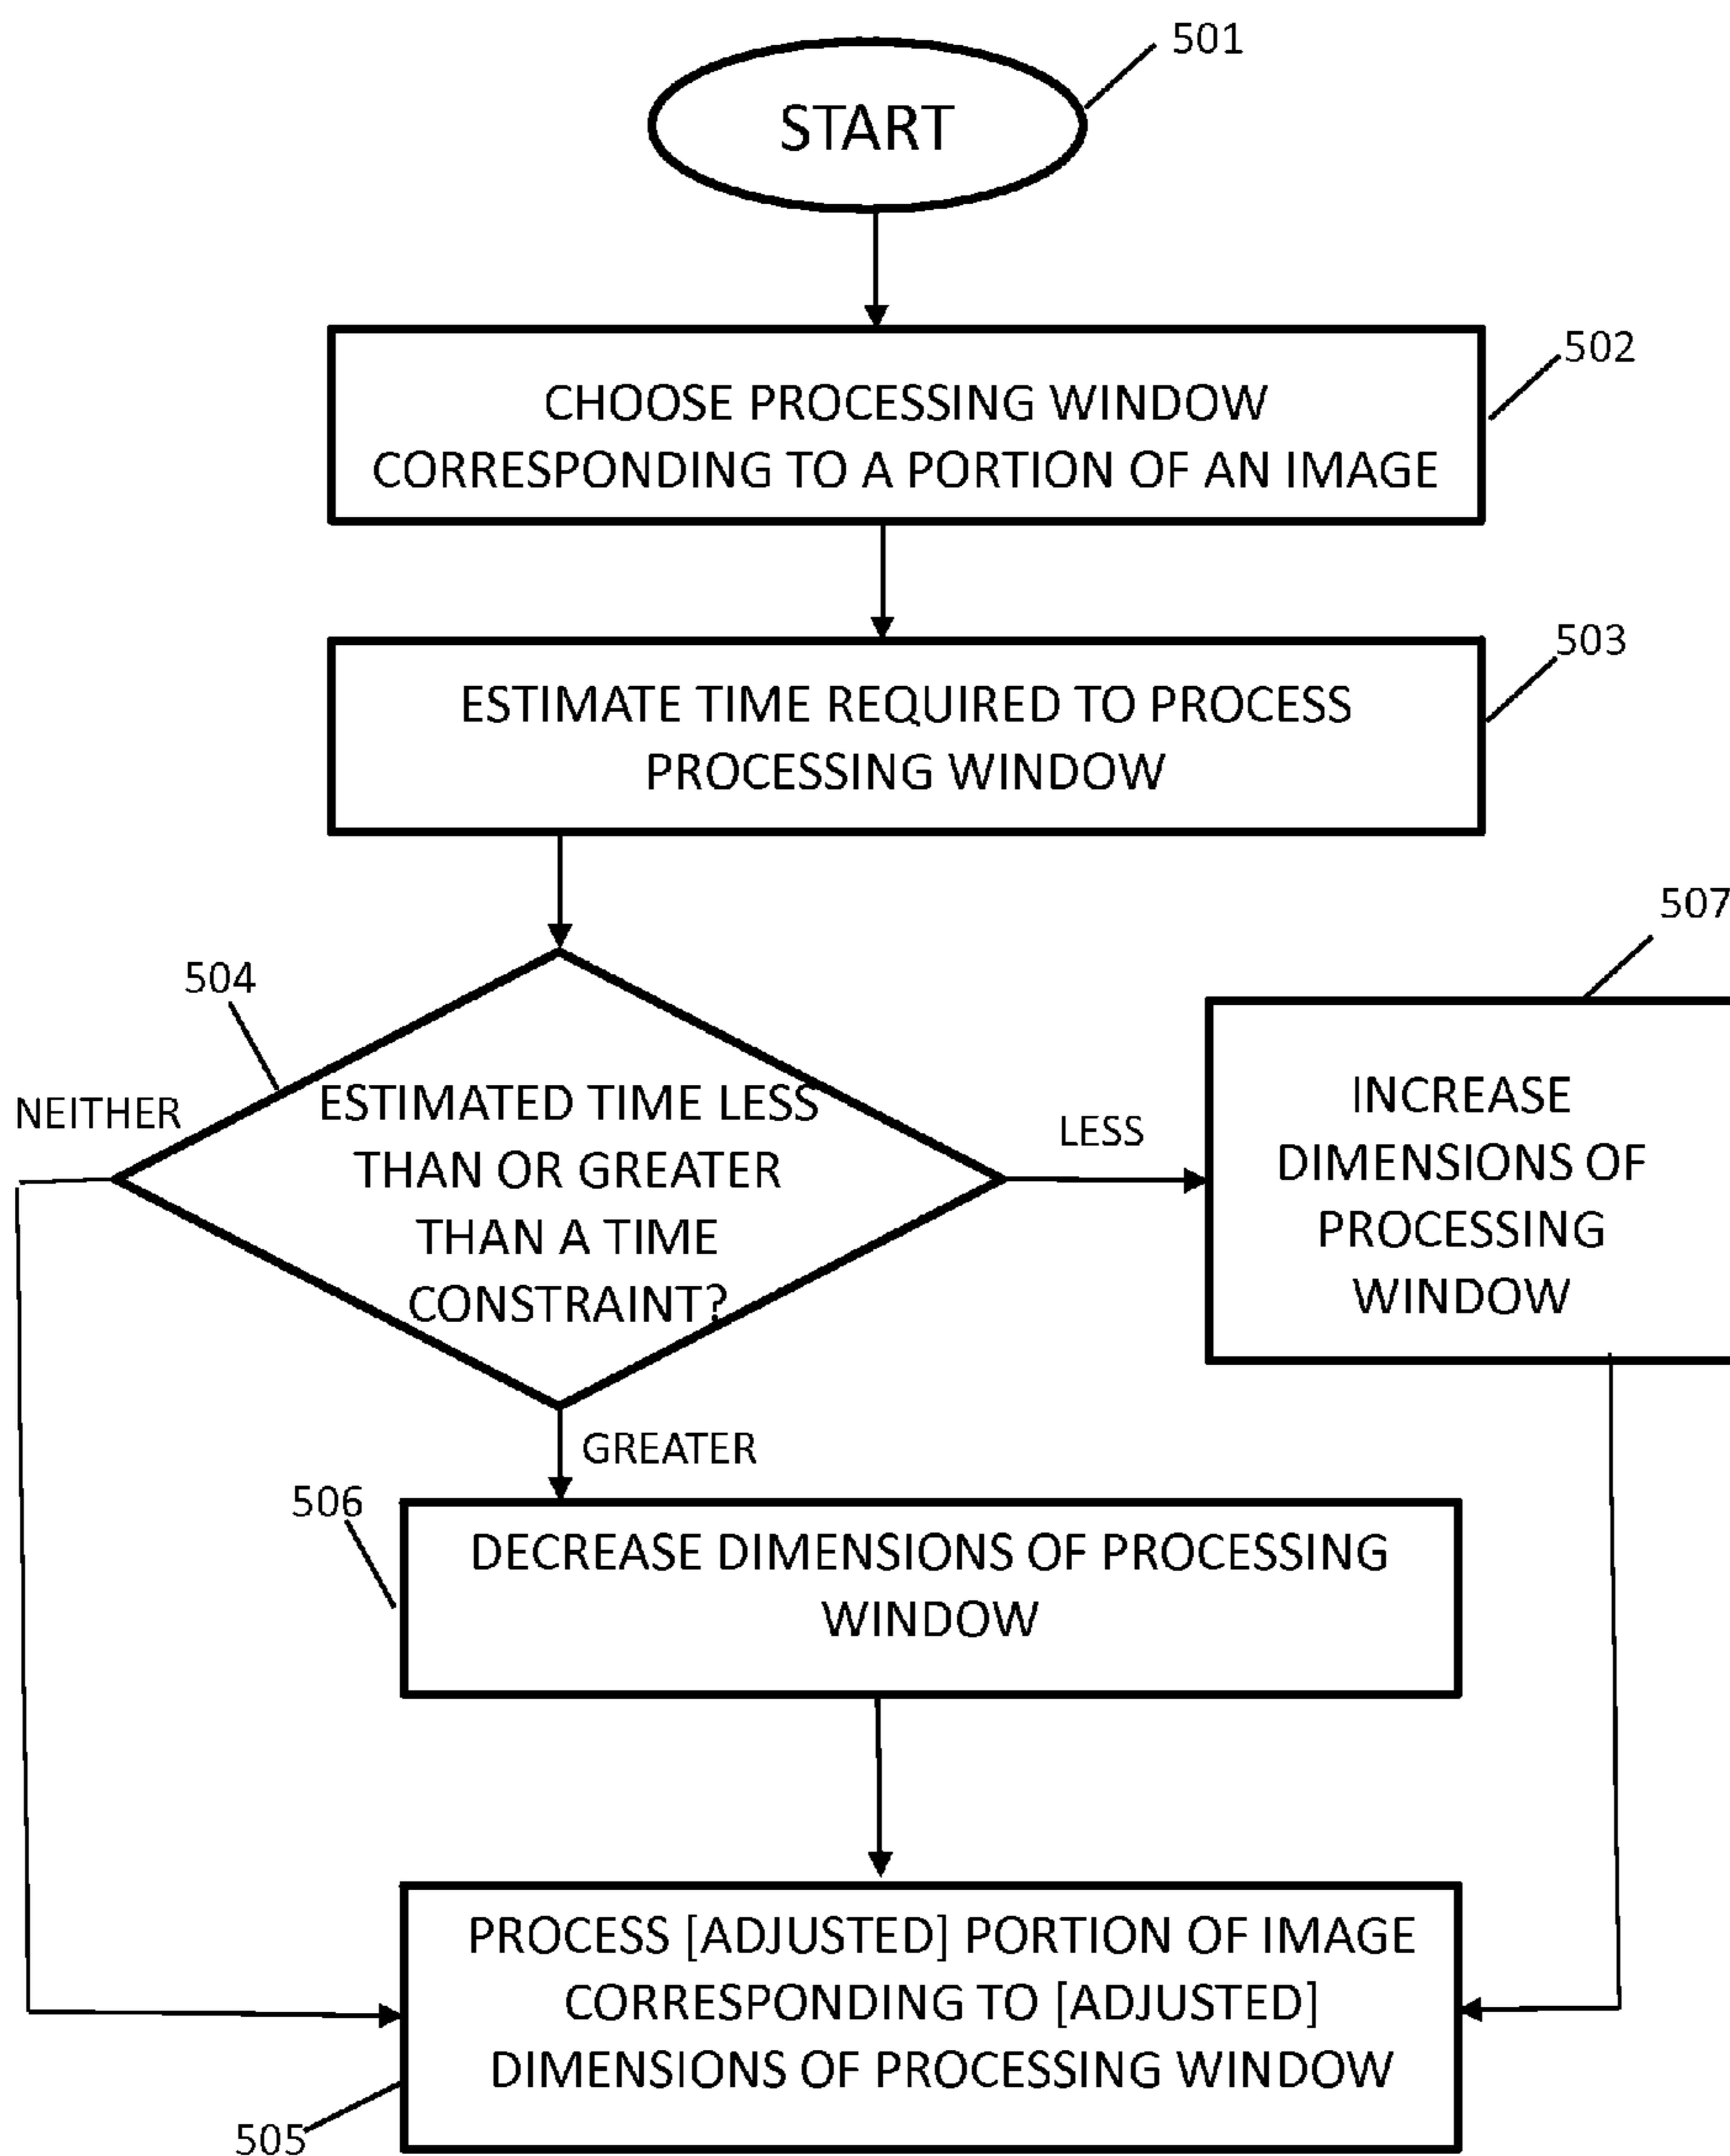 501
START
502
CHOOSE PROCESSING WINDOW
CORRESPONDING TO A PORTION OF AN IMAGE
503
ESTIMATE TIME REQUIRED TO PROCESS
PROCESSING WINDOW
504
NEITHER
ESTIMATED TIME LESS
THAN OR GREATER
THAN A TIME
CONSTRAINT?
LESS
507
INCREASE
DIMENSIONS OF
PROCESSING
WINDOW
GREATER
506
DECREASE DIMENSIONS OF PROCESSING
WINDOW
PROCESS [ADJUSTED] PORTION OF IMAGE
CORRESPONDING TO [ADJUSTED]
DIMENSIONS OF PROCESSING WINDOW
505